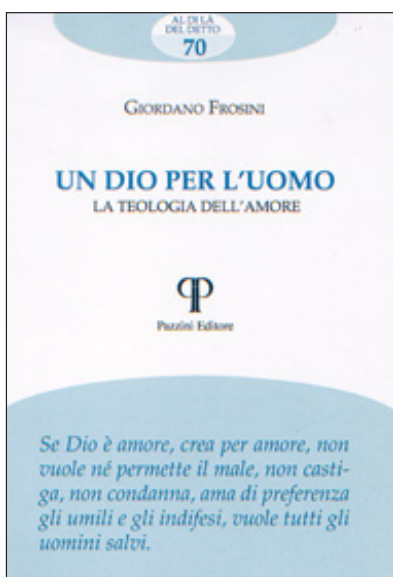 AL DI LÀ
DEL DETTO
70
GIORDANO FROSINI
UN DIO PER L'UOMO
LA TEOLOGIA DELL'AMORE
Pazzini Editore
Se Dio è amore, crea per amore, non
vuole né permette il male, non casti-
ga, non condanna, ama di preferenza
gli umili e gli indifesi, vuole tutti gli
uomini salvi.